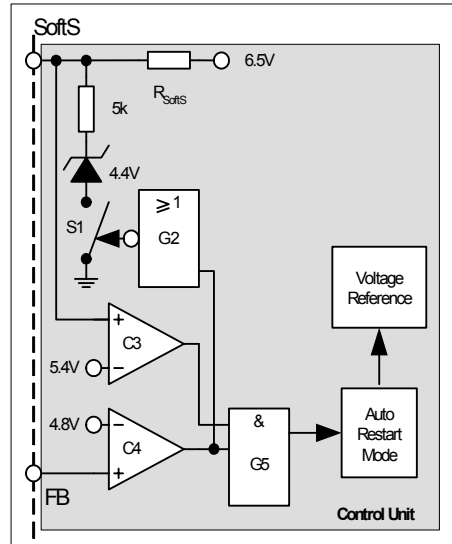 SoftS
6.5V
R SoftS
5k
4.4V
S1
≥ 1
G2
Voltage
Reference
+
C3
5.4V
−
4.8V
−
C4
+
&
G5
Auto
Restart
Mode
FB
Control Unit